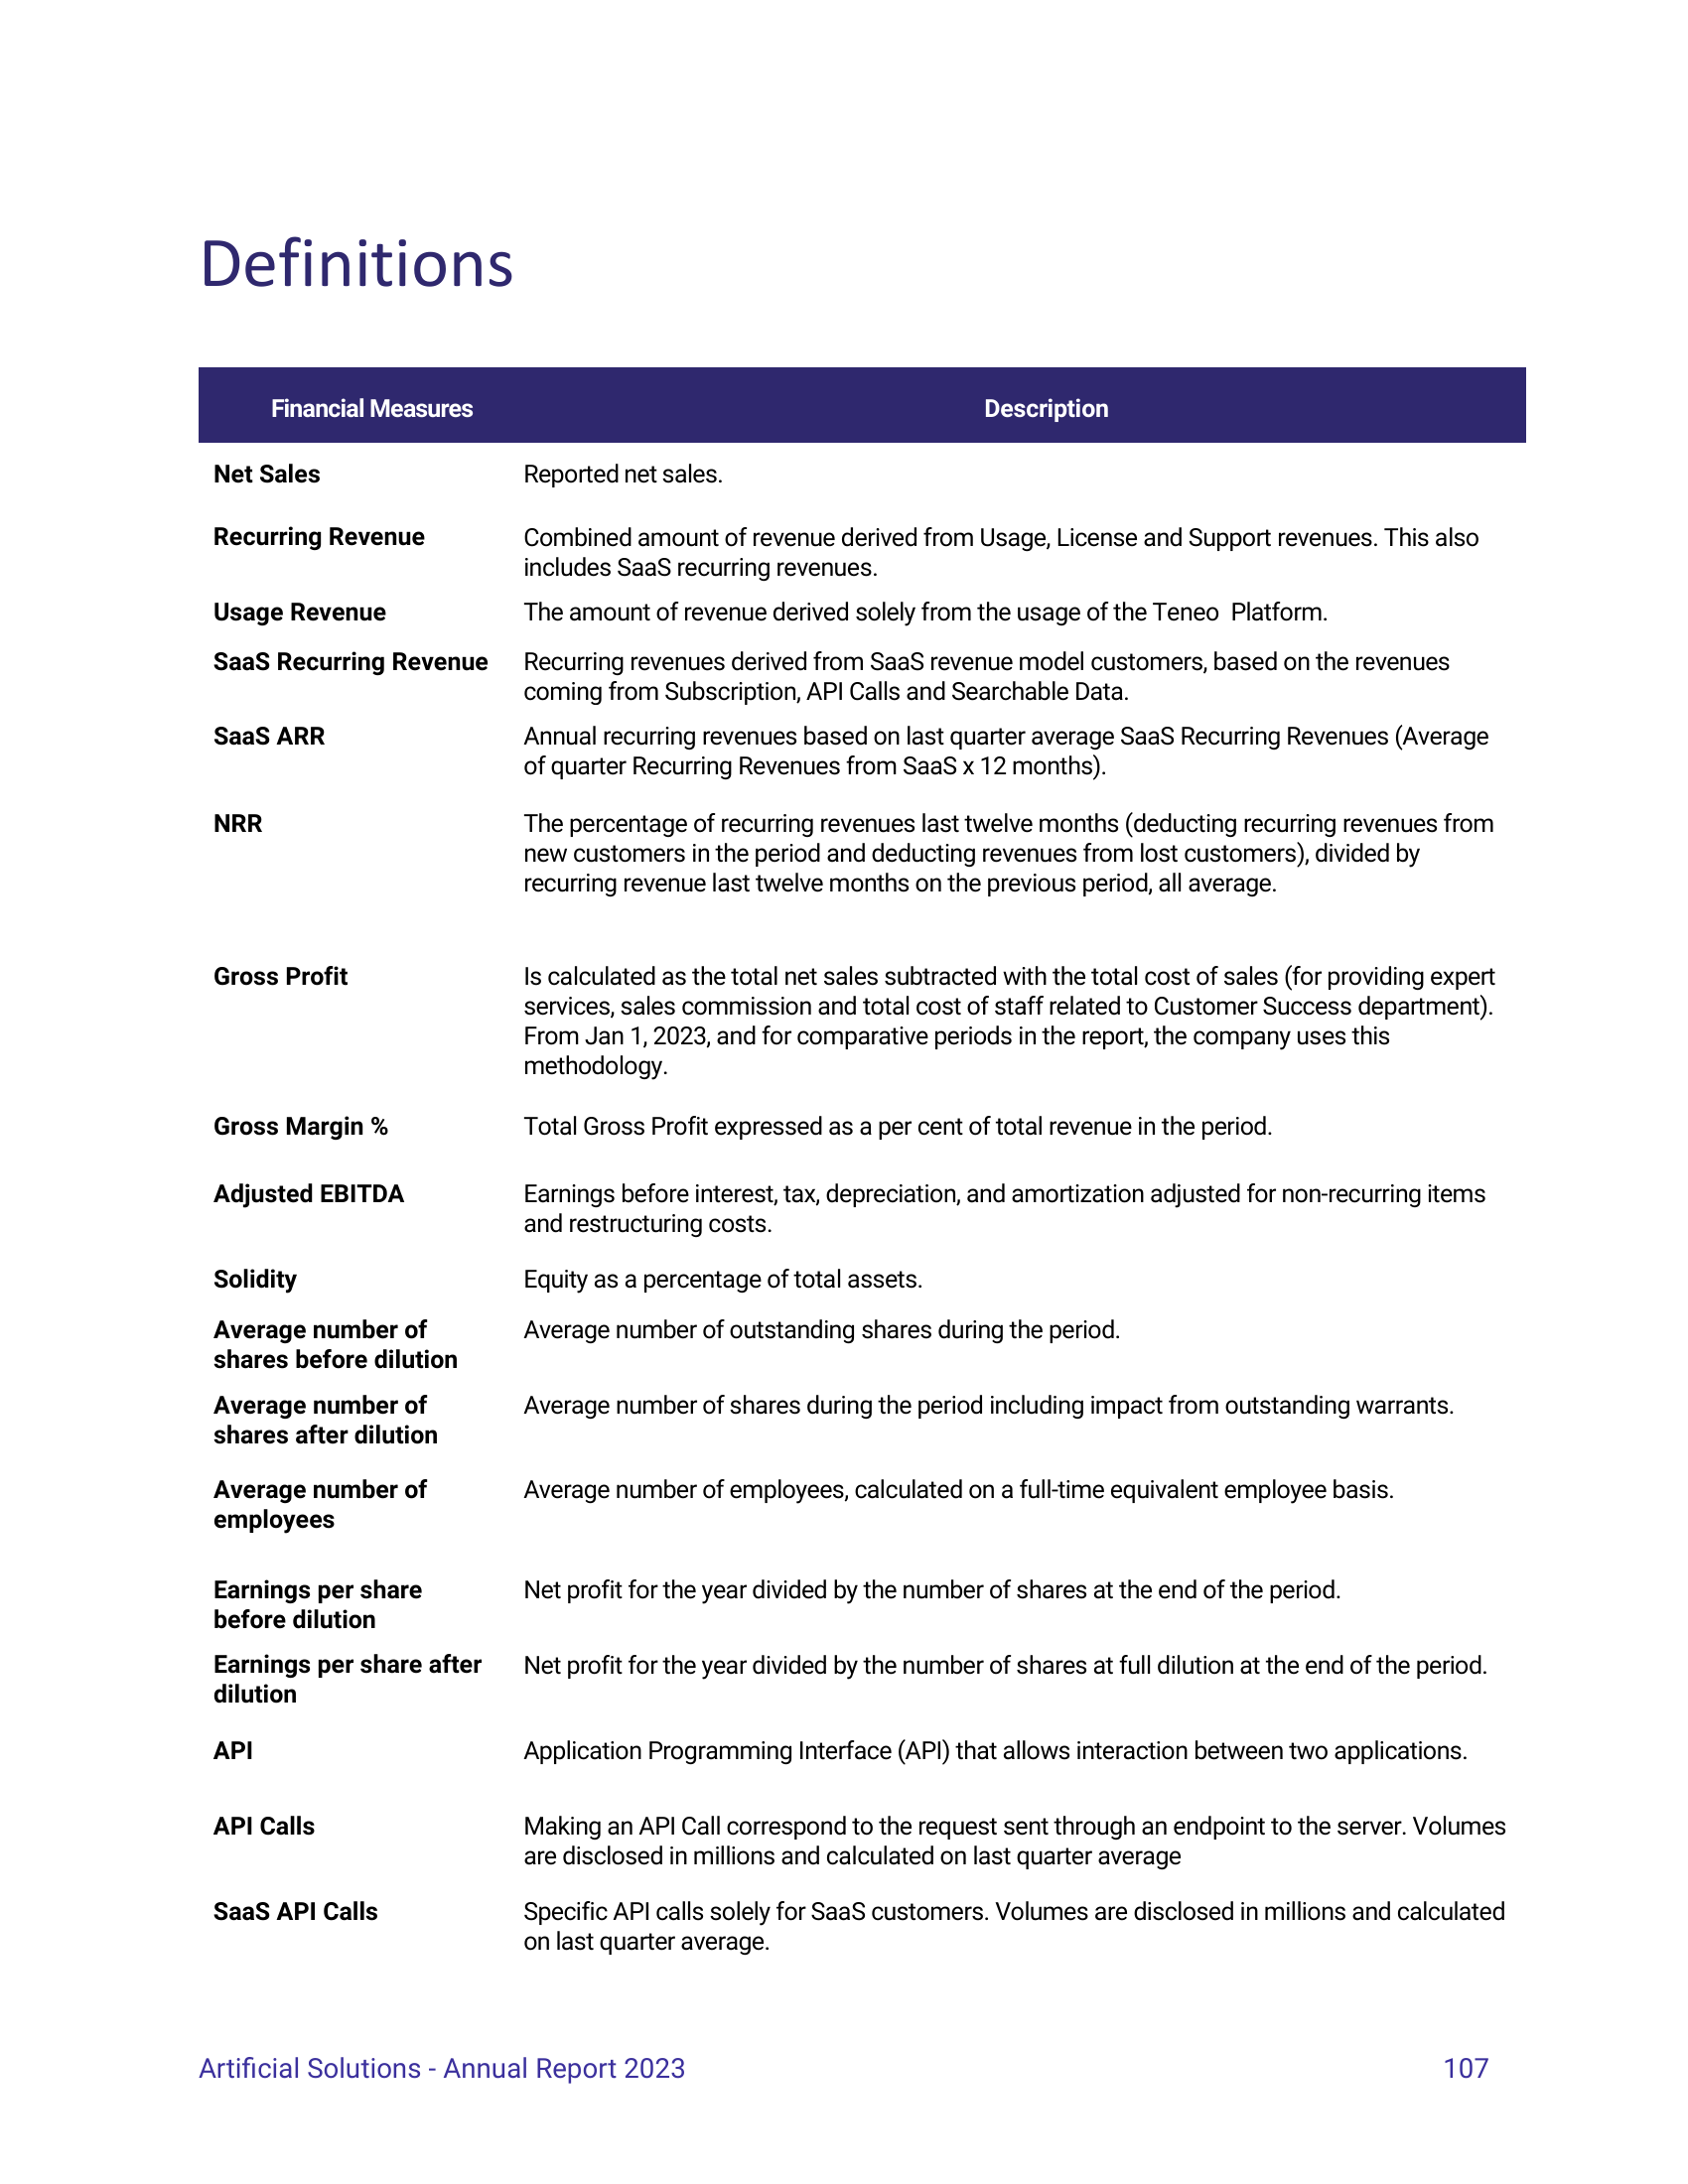 Definitions
Financial Measures Description
Net Sales Reported net sales.
Recurring Revenue Combined amount of revenue derived from Usage, License and Support revenues. This also
includes SaaS recurring revenues.
Usage Revenue The amount of revenue derived solely from the usage of the Teneo Platform.
SaaS Recurring Revenue Recurring revenues derived from SaaS revenue model customers, based on the revenues
coming from Subscription, API Calls and Searchable Data.
SaaS ARR Annual recurring revenues based on last quarter average SaaS Recurring Revenues (Average
of quarter Recurring Revenues from SaaS x 12 months).
NRR The percentage of recurring revenues last twelve months (deducting recurring revenues from
new customers in the period and deducting revenues from lost customers), divided by
recurring revenue last twelve months on the previous period, all average.
Gross Profit Is calculated as the total net sales subtracted with the total cost of sales (for providing expert
services, sales commission and total cost of staff related to Customer Success department).
From Jan 1, 2023, and for comparative periods in the report, the company uses this
methodology.
Gross Margin % Total Gross Profit expressed as a per cent of total revenue in the period.
Adjusted EBITDA Earnings before interest, tax, depreciation, and amortization adjusted for non-recurring items
and restructuring costs.
Solidity Equity as a percentage of total assets.
Average number of Average number of outstanding shares during the period.
shares before dilution
Average number of Average number of shares during the period including impact from outstanding warrants.
shares after dilution
Average number of Average number of employees, calculated on a full-time equivalent employee basis.
employees
Earnings per share Net profit for the year divided by the number of shares at the end of the period.
before dilution
Earnings per share after Net profit for the year divided by the number of shares at full dilution at the end of the period.
dilution
API Application Programming Interface (API) that allows interaction between two applications.
API Calls Making an API Call correspond to the request sent through an endpoint to the server. Volumes
are disclosed in millions and calculated on last quarter average
SaaS API Calls Specific API calls solely for SaaS customers. Volumes are disclosed in millions and calculated
on last quarter average.
Artificial Solutions - Annual Report 2023 107